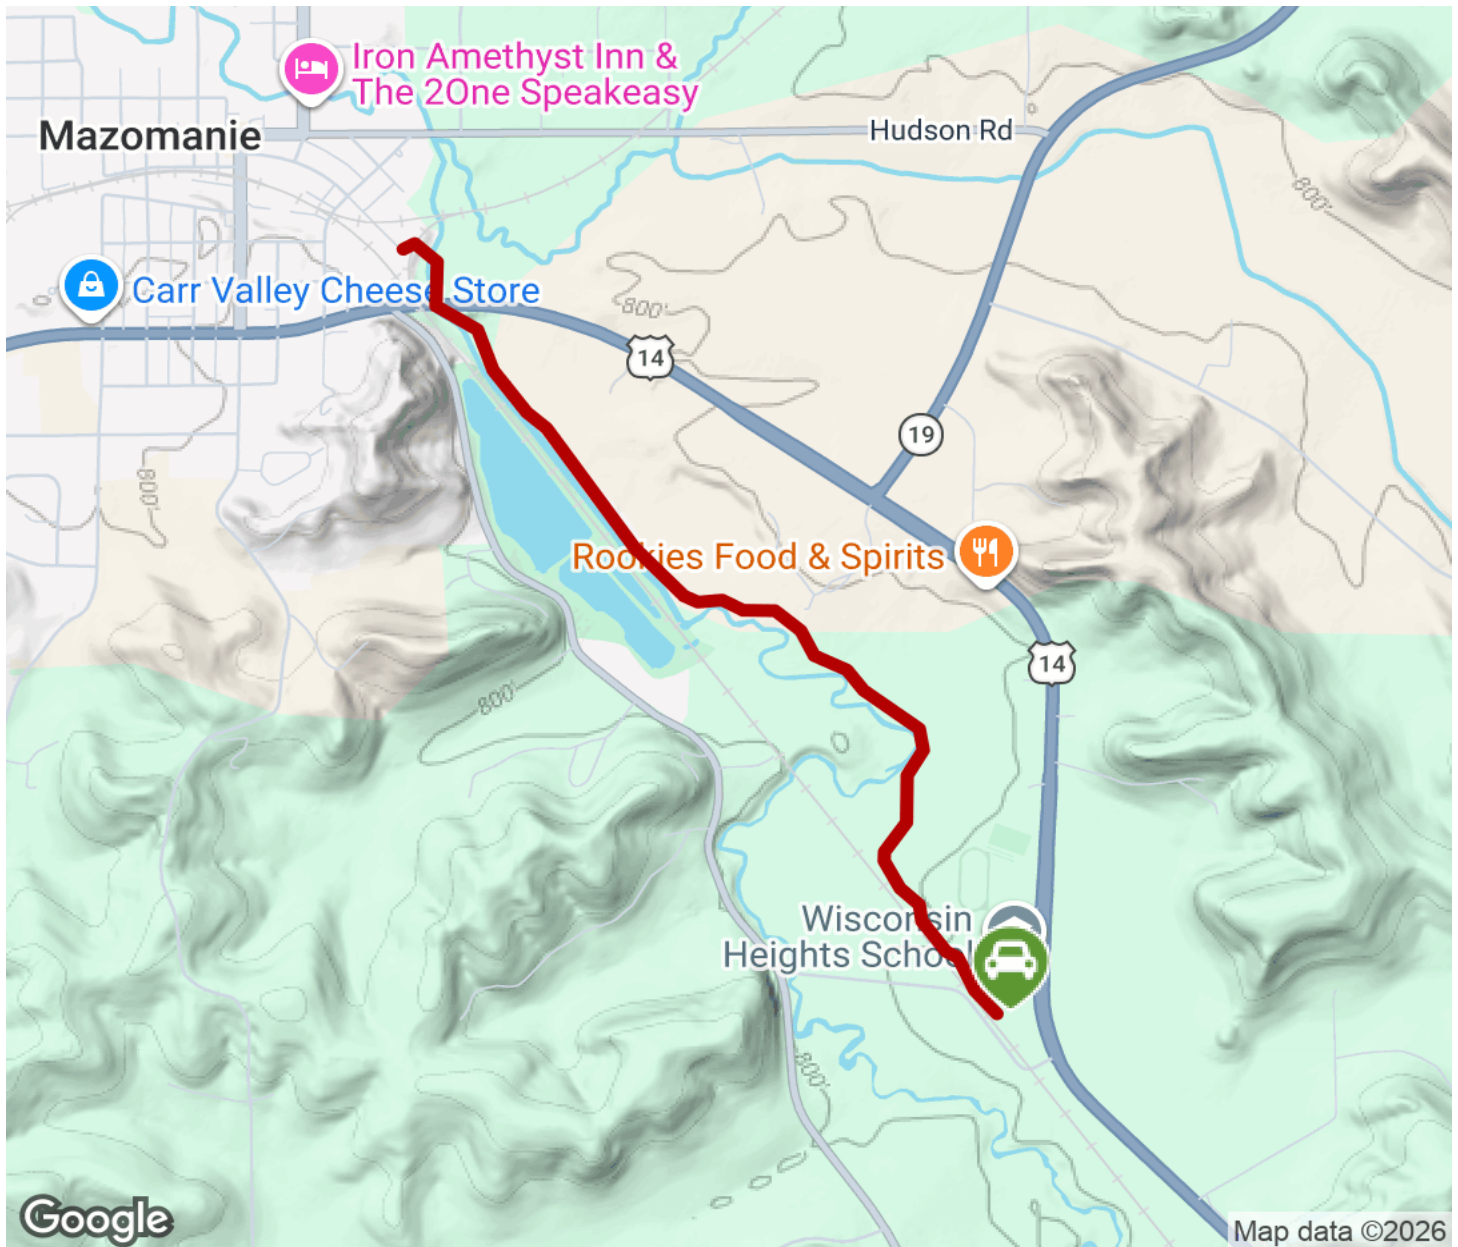 Iron Amethyst Inn &
The 2One Speakeasy
Mazomanie
Hudson Rd
800'
Carr Valley Cheese Store
800'
14
19
800'
Rookies Food & Spirits
14
800'
Wisconsin
Heights School
800'
Google
Map data ©2026